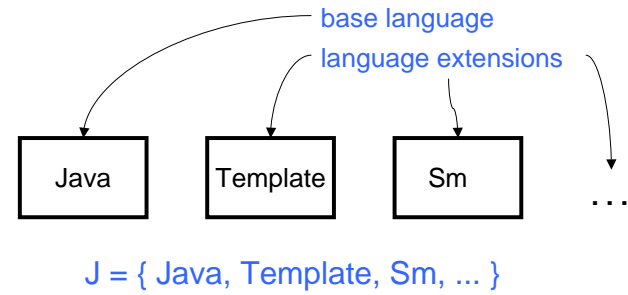 base language
language extensions
Java Template Sm ...
J = { Java, Template, Sm, ... }